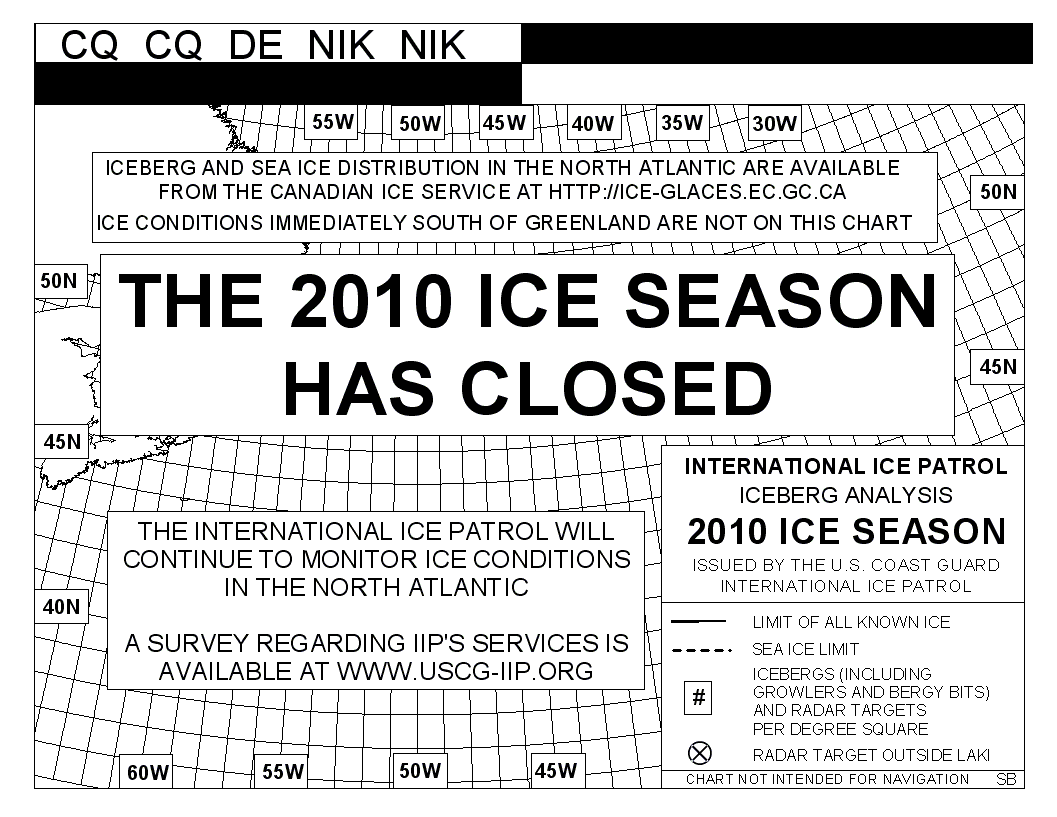 CQ CQ DE NIK NIK
55W 50W 45W 40W 35W 30W
ICEBERG AND SEA ICE DISTRIBUTION IN THE NORTH ATLANTIC ARE AVAILABLE
FROM THE CANADIAN ICE SERVICE AT HTTP://ICE-GLACES.EC.GC.CA
ICE CONDITIONS IMMEDIATELY SOUTH OF GREENLAND ARE NOT ON THIS CHART
50N
50N
THE 2010 ICE SEASON
HAS CLOSED
45N
45N
INTERNATIONAL ICE PATROL
ICEBERG ANALYSIS
2010 ICE SEASON
ISSUED BY THE U.S. COAST GUARD
INTERNATIONAL ICE PATROL
THE INTERNATIONAL ICE PATROL WILL
CONTINUE TO MONITOR ICE CONDITIONS
IN THE NORTH ATLANTIC
A SURVEY REGARDING IIP'S SERVICES IS
AVAILABLE AT WWW.USCG-IIP.ORG
40N
LIMIT OF ALL KNOWN ICE
SEA ICE LIMIT
# ICEBERGS (INCLUDING
GROWLERS AND BERGY BITS)
AND RADAR TARGETS
PER DEGREE SQUARE
RADAR TARGET OUTSIDE LAKI
CHART NOT INTENDED FOR NAVIGATION SB
60W 55W 50W 45W